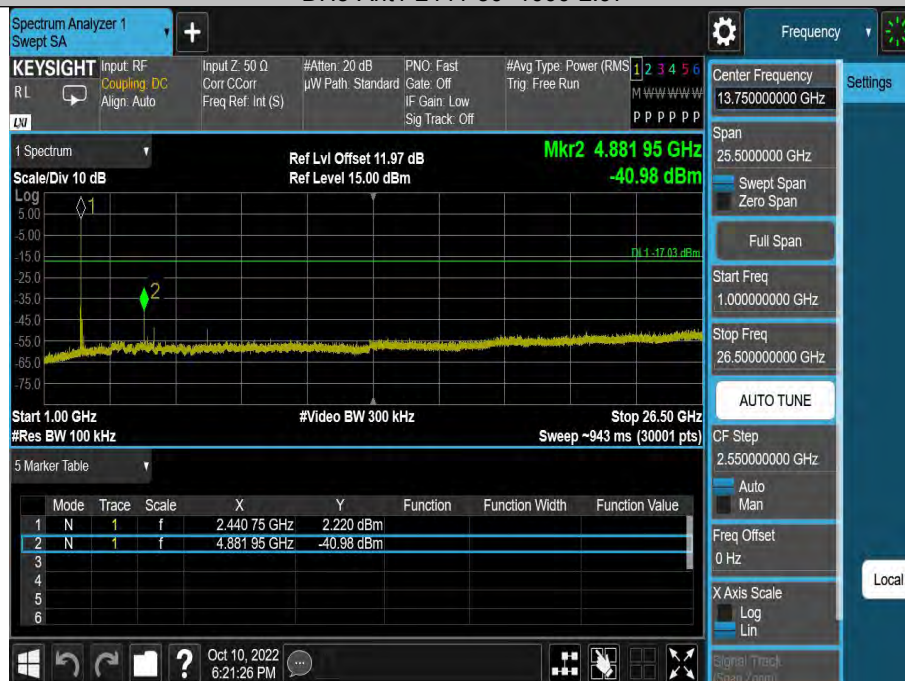 Spectrum Analyzer 1
Swept SA
+
Frequency
KEYSIGHT
RL
LXI
Input: RF
Coupling: DC
Align: Auto
Input Z: 50 Ω
Corr CCorr
Freq Ref: Int (S)
#Atten: 20 dB
µW Path: Standard
PNO: Fast
Gate: Off
IF Gain: Low
Sig Track: Off
#Avg Type: Power (RMS
Trig: Free Run
1 2 3 4 5 6
M W W W W W
P P P P P P
1 Spectrum
Scale/Div 10 dB
Ref Lvl Offset 11.97 dB
Ref Level 15.00 dBm
Mkr2 4.881 95 GHz
-40.98 dBm
Log
5.00
-5.00
-15.0
-25.0
-35.0
-45.0
-55.0
-65.0
-75.0
1
2
DL1 -17.03 dBm
Start 1.00 GHz
#Video BW 300 kHz
Stop 26.50 GHz
#Res BW 100 kHz
Sweep ~943 ms (30001 pts)
5 Marker Table
Mode Trace Scale X Y Function Function Width Function Value
1 N 1 f 2.440 75 GHz 2.220 dBm
2 N 1 f 4.881 95 GHz -40.98 dBm
3
4
5
6
Oct 10, 2022
6:21:26 PM
?
Center Frequency
13.750000000 GHz
Settings
Span
25.5000000 GHz
Swept Span
Zero Span
Full Span
Start Freq
1.000000000 GHz
Stop Freq
26.500000000 GHz
AUTO TUNE
CF Step
2.550000000 GHz
Auto
Man
Freq Offset
0 Hz
Local
X Axis Scale
Log
Lin
Signal Track
(Span Zoom)